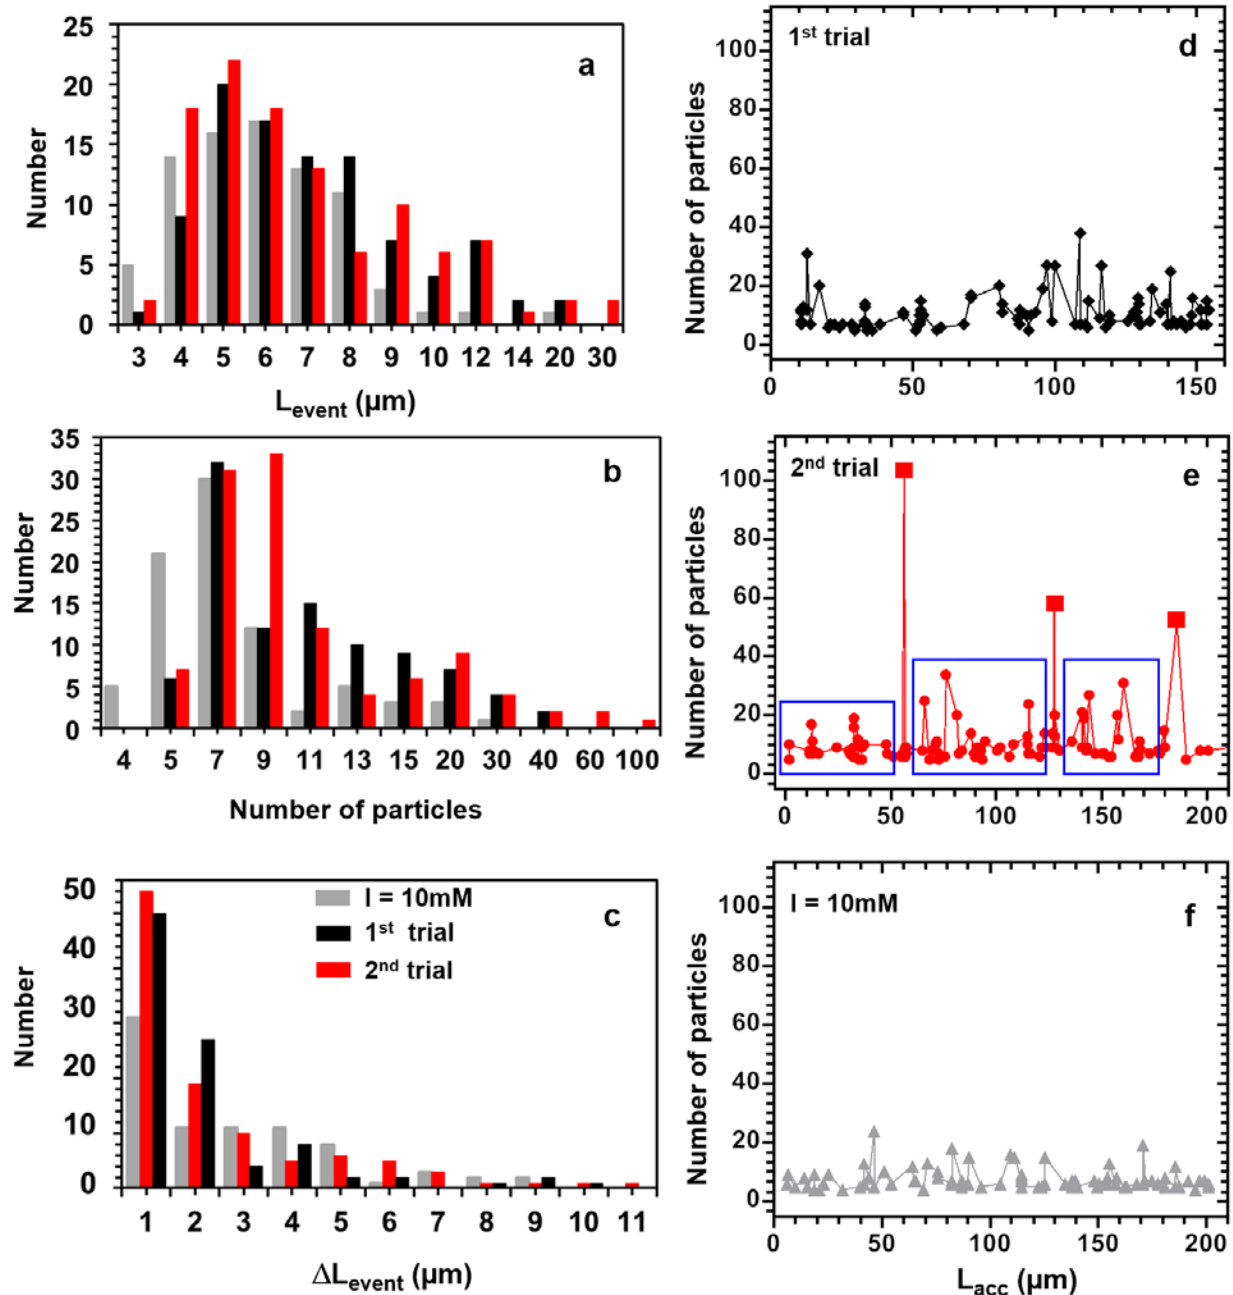 25
20
15
10
5
0
Number
a
3 4 5 6 7 8 9 10 12 14 20 30
L_event (µm)
35
30
25
20
15
10
5
0
Number
b
4 5 7 9 11 13 15 20 30 40 60 100
Number of particles
50
40
30
20
10
0
Number
I = 10mM
1st trial
2nd trial
c
1 2 3 4 5 6 7 8 9 10 11
ΔL_event (µm)
1st trial
d
100
80
60
40
20
0
Number of particles
0 50 100 150
2nd trial
e
100
80
60
40
20
0
Number of particles
0 50 100 150 200
I = 10mM
f
100
80
60
40
20
0
Number of particles
0 50 100 150 200
L_acc (µm)